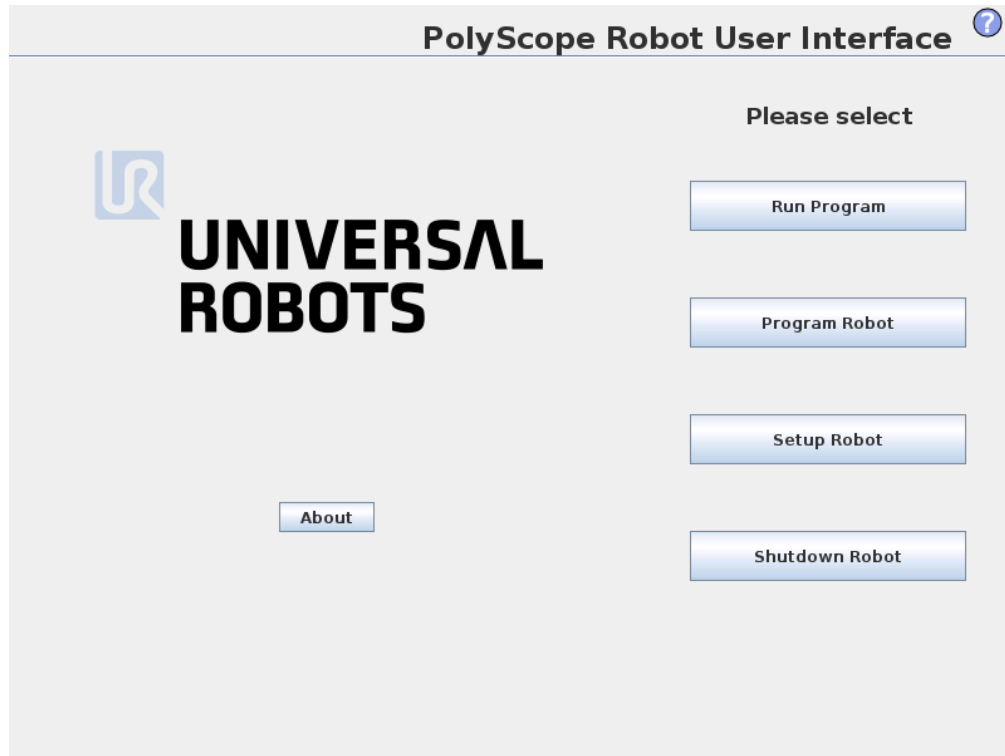 PolyScope Robot User Interface
?
Please select
UR
UNIVERSAL
ROBOTS
Run Program
Program Robot
Setup Robot
About
Shutdown Robot